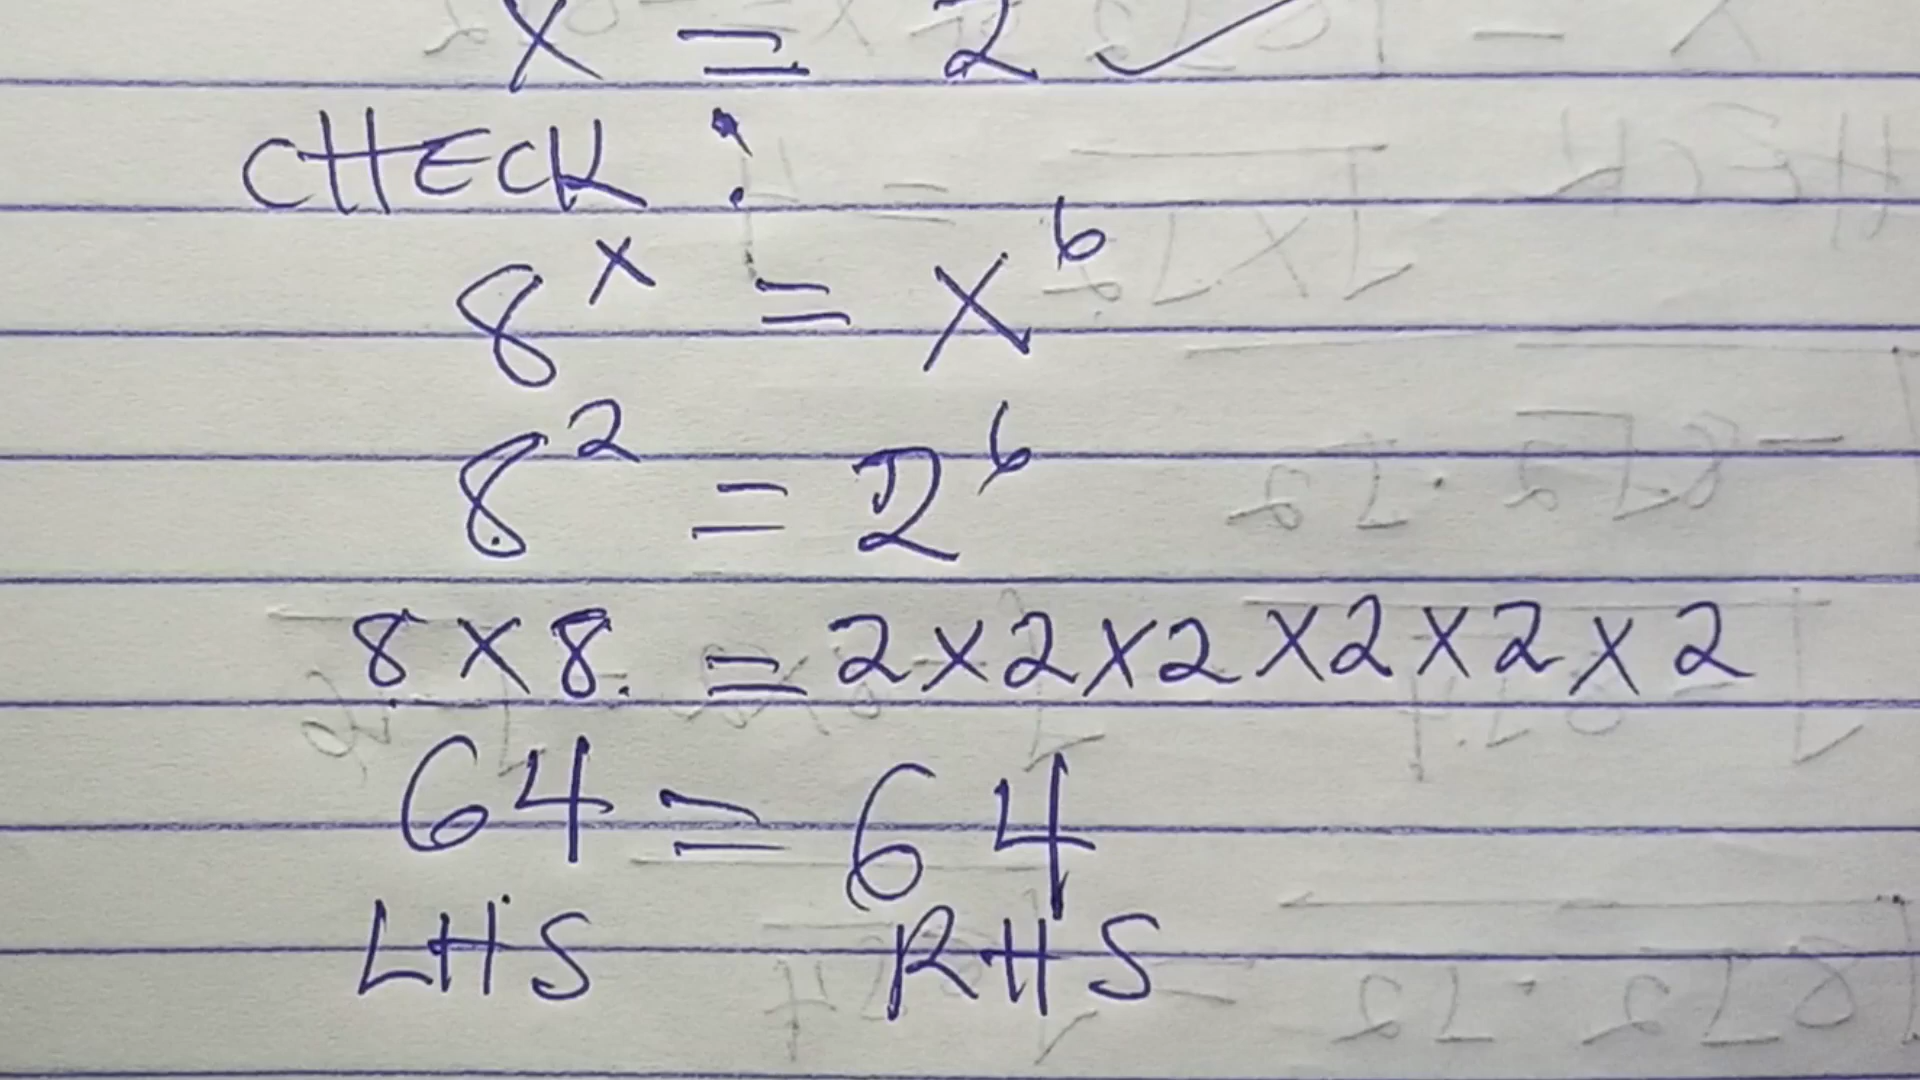 x = 2 ✓
CHECK :
8^x = x^6
8^2 = 2^6
8 × 8. = 2 × 2 × 2 × 2 × 2 × 2
64 = 64
LHS RHS